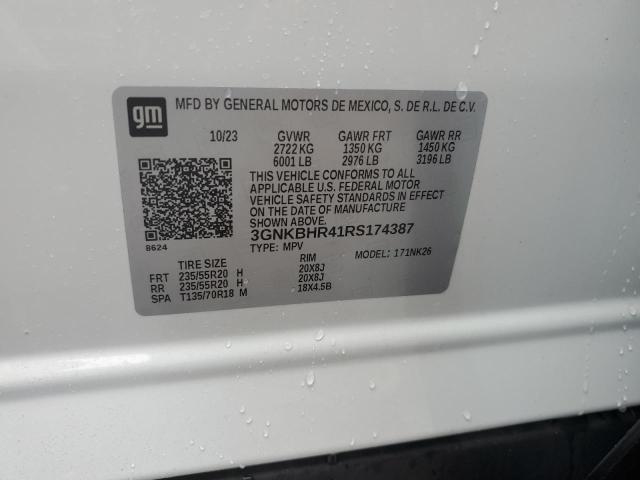 gm
MFD BY GENERAL MOTORS DE MEXICO, S. DE R.L. DE C.V.
10/23 GVWR GAWR FRT GAWR RR
2722 KG 1350 KG 1450 KG
6001 LB 2976 LB 3196 LB
THIS VEHICLE CONFORMS TO ALL
APPLICABLE U.S. FEDERAL MOTOR
VEHICLE SAFETY STANDARDS IN
EFFECT ON THE DATE OF MANUFACTURE
SHOWN ABOVE.
3GNKBHR41RS174387
8624 TYPE: MPV MODEL: 171NK26
TIRE SIZE RIM
FRT 235/55R20 H 20X8J
RR 235/55R20 H 20X8J
SPA T135/70R18 M 18X4.5B